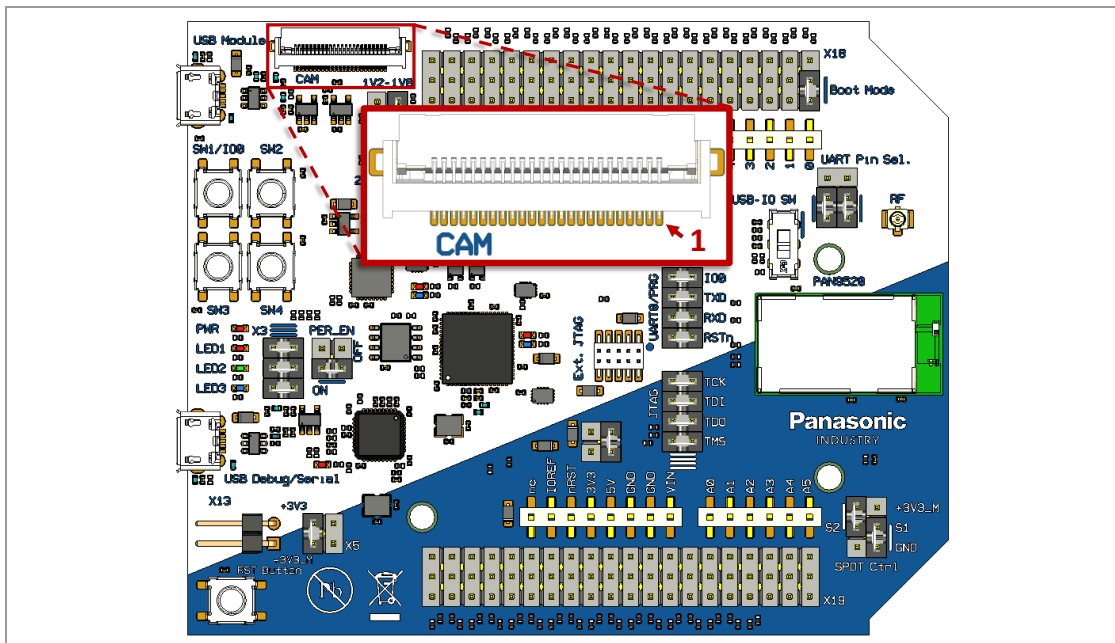 USB Module
CAM
1V2-1V8
X18
Boot Mode
3
2
1
0
SW1/IO0
SW2
UART Pin Sel.
USB-IO SW
RF
CAM
1
PAN9520
SW3
SW4
IO0
TXD
RXD
RSTn
UART0/PRG
PWR
X3
PER_EN
LED1
LED2
LED3
OFF
ON
Ext. JTAG
TCK
TDI
TDO
TMS
JTAG
Panasonic
INDUSTRY
USB Debug/Serial
X13
+3V3
X5
+3V3_M
RST Button
nc
IOREF
nRST
3V3
5V
GND
GND
VIN
A0
A1
A2
A3
A4
A5
+3V3_M
S2
S1
GND
SPDT Ctrl
Pb
X19